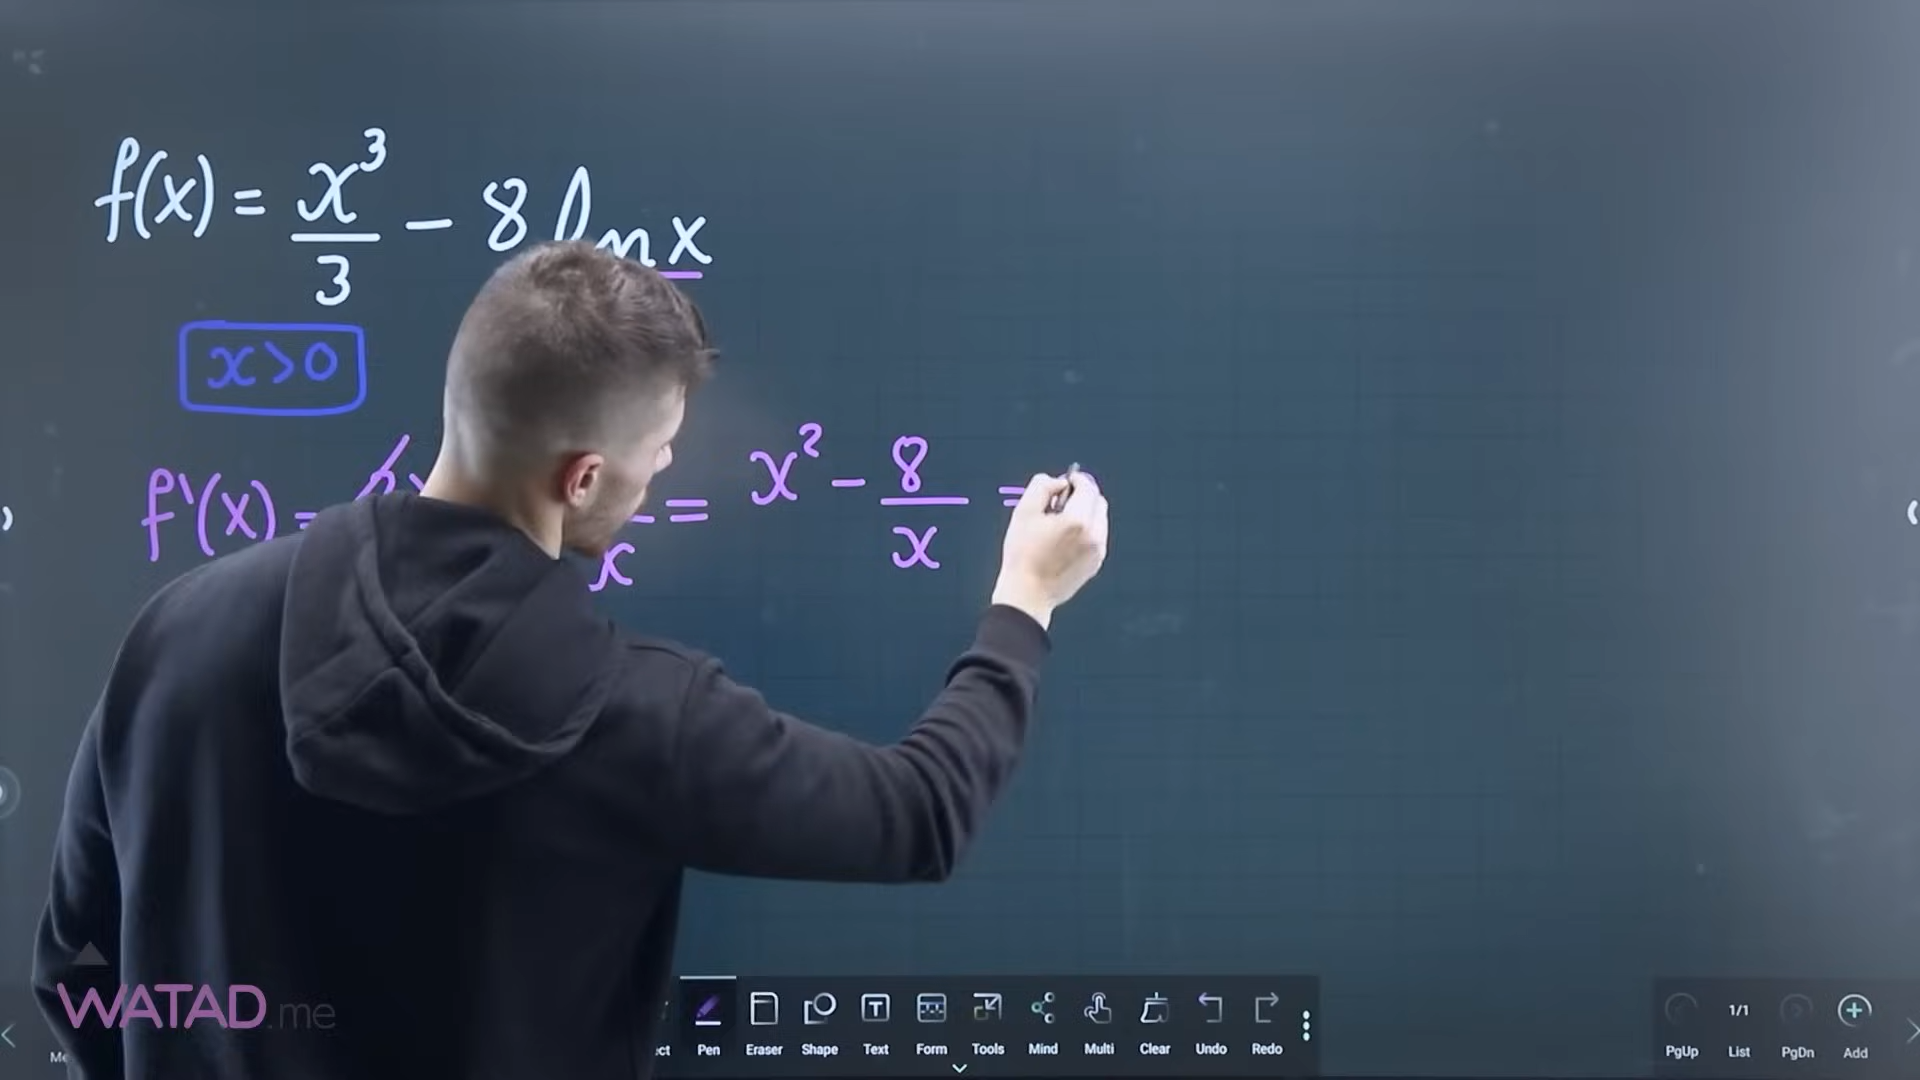 f(x) = x³/3 - 8 ln x
x > 0
f'(x) = x = x² - 8/x =
WATAD.me
Pen Eraser Shape Text Form Tools Mind Multi Clear Undo Redo
1/1
PgUp List PgDn Add